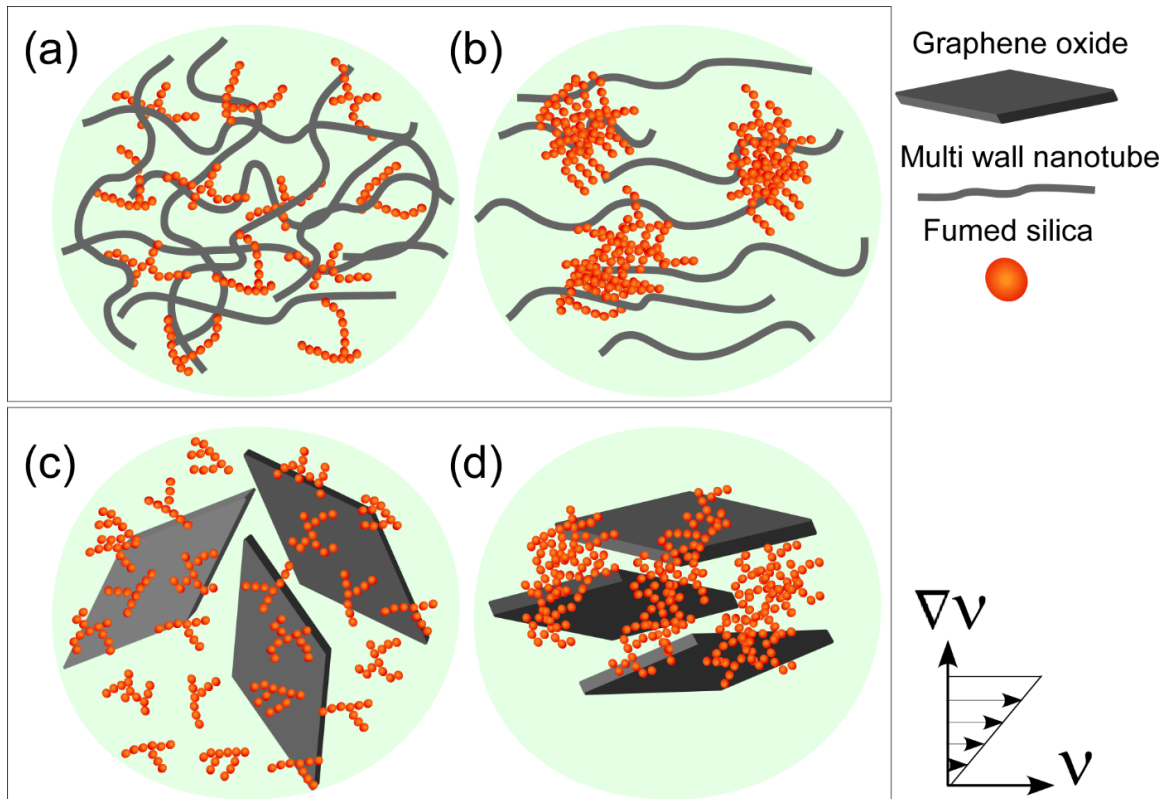 (a)
(b)
Graphene oxide
Multi wall nanotube
Fumed silica
(c)
(d)
∇ν
ν